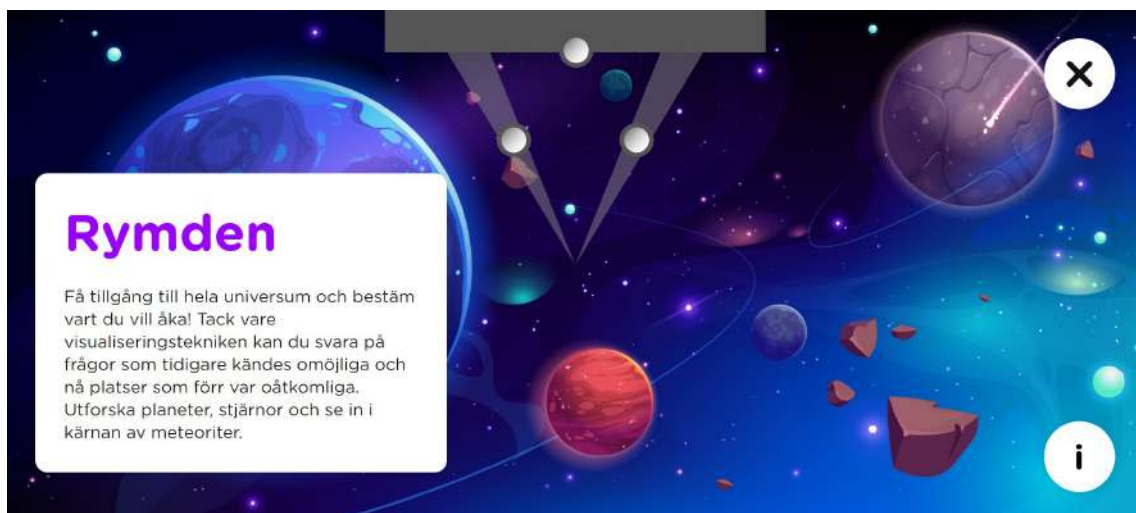 Rymden
Få tillgång till hela universum och bestäm
vart du vill åka! Tack vare
visualiseringstekniken kan du svara på
frågor som tidigare kändes omöjliga och
nå platser som förr var oåtkomliga.
Utforska planeter, stjärnor och se in i
kärnan av meteoriter.
i